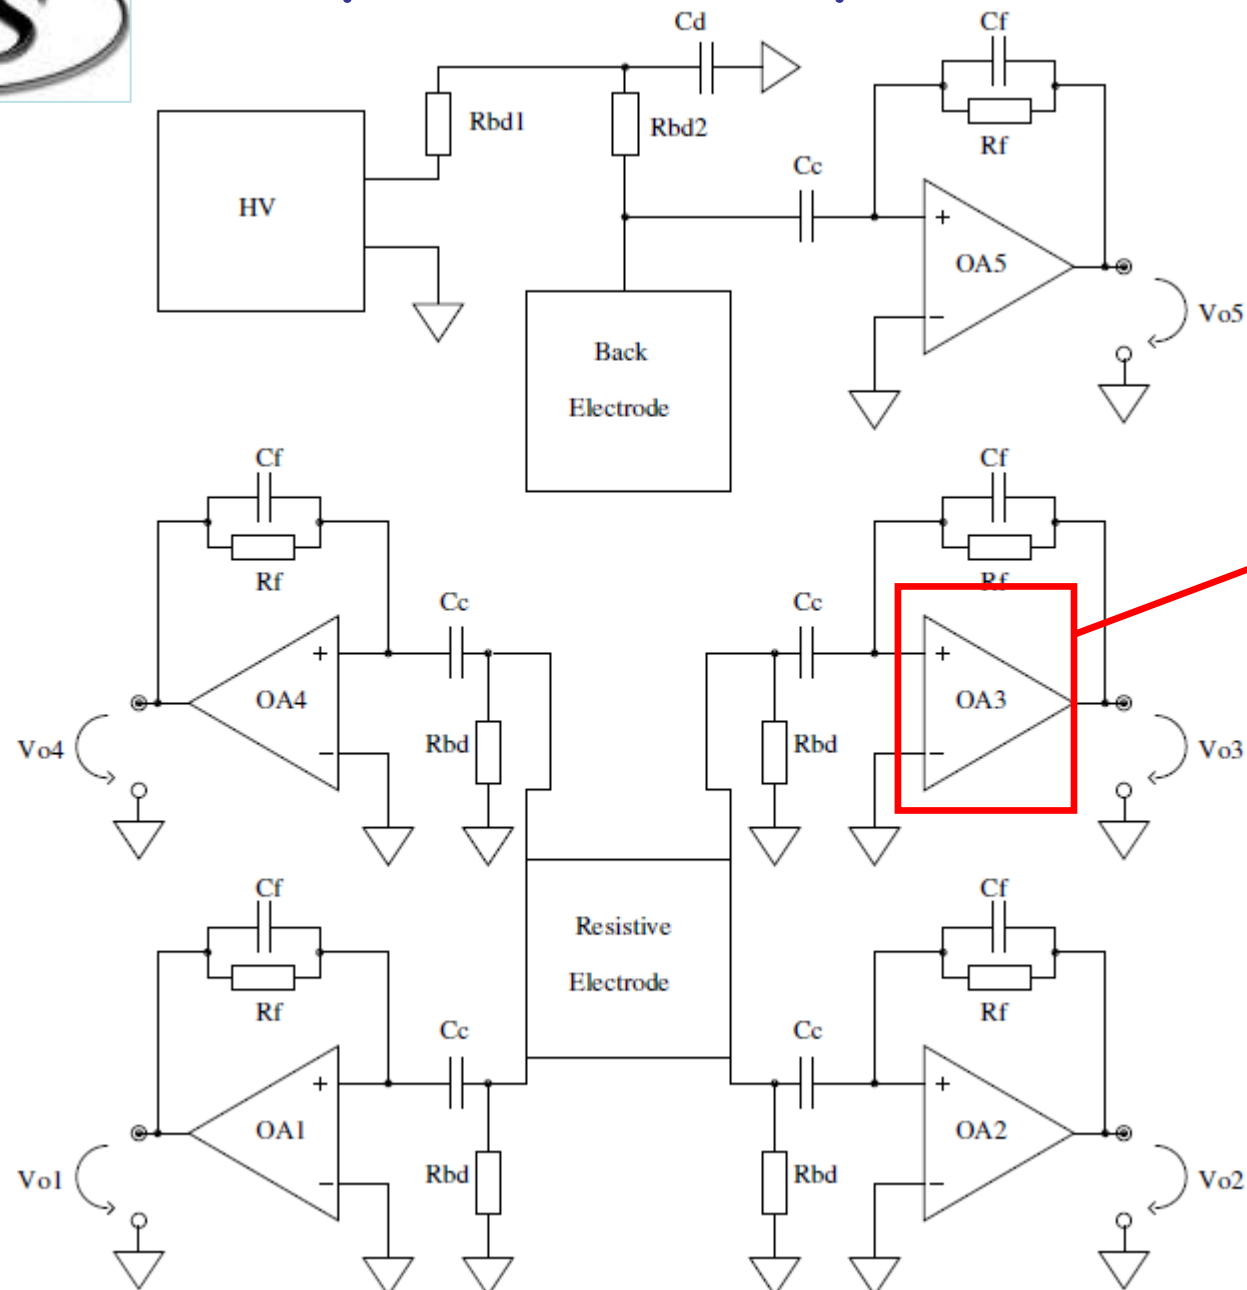 Cd
Cf
Rbd1
Rbd2
Rf
HV
Cc
+
OA5
−
Vo5
Back
Electrode
Cf
Cf
Rf
Rf
Cc
Cc
+
+
OA4
OA3
Rbd
Rbd
−
−
Vo4
Vo3
Cf
Cf
Resistive
Electrode
Rf
Rf
Cc
Cc
+
+
OA1
OA2
Rbd
Rbd
−
−
Vo1
Vo2